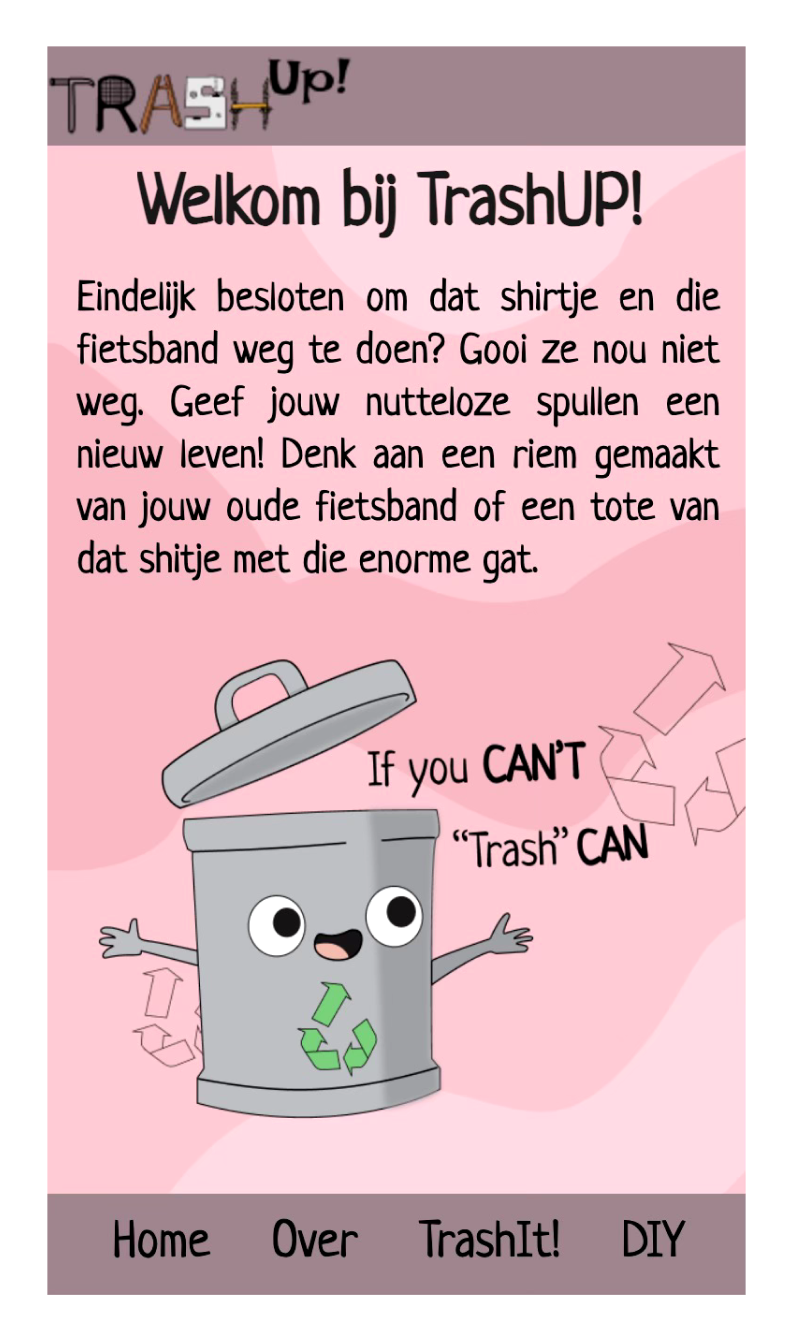 TRASH Up!
Welkom bij TrashUP!
Eindelijk besloten om dat shirtje en die
fietsband weg te doen? Gooi ze nou niet
weg. Geef jouw nutteloze spullen een
nieuw leven! Denk aan een riem gemaakt
van jouw oude fietsband of een tote van
dat shitje met die enorme gat.
If you CAN'T
“Trash” CAN
Home Over TrashIt! DIY